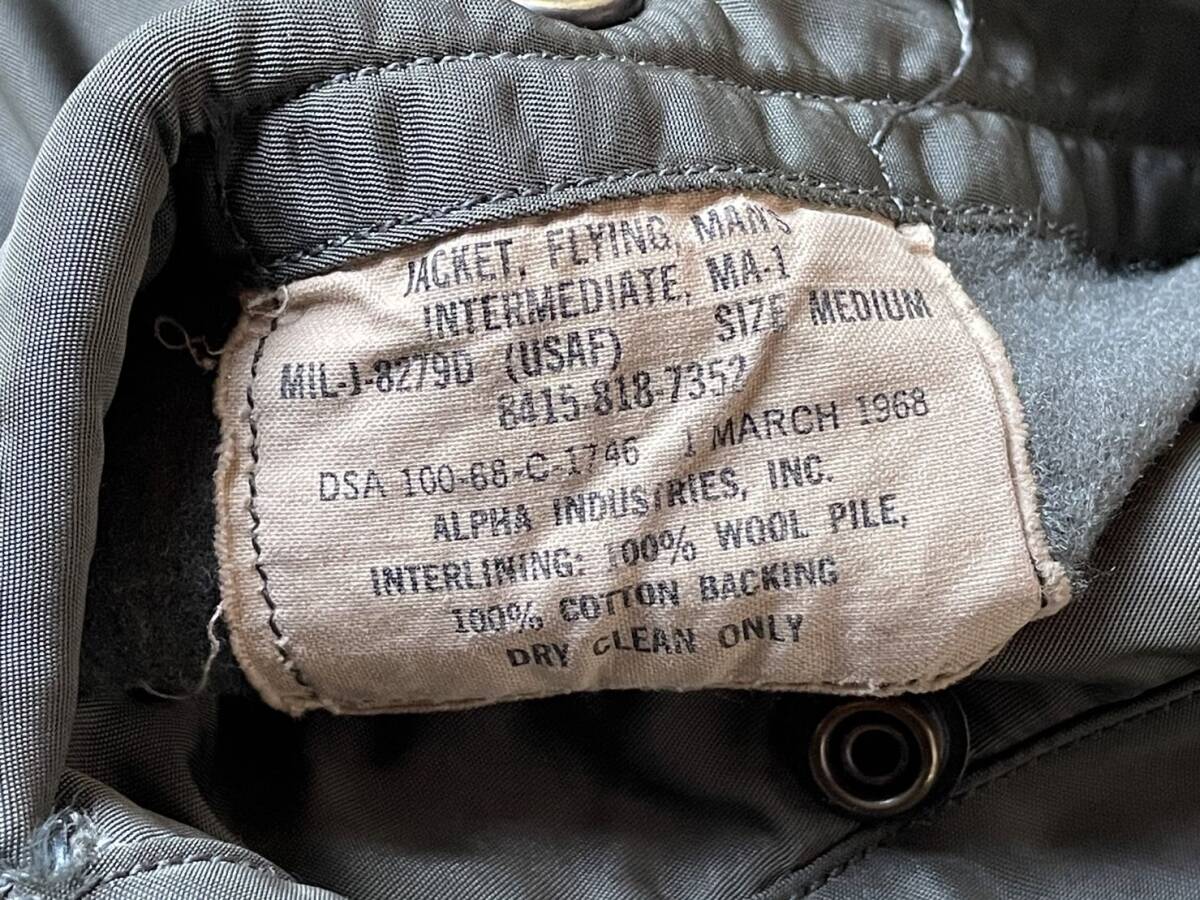 JACKET, FLYING, MAN'S
INTERMEDIATE, MA-1
MIL-J-8279D (USAF) SIZE MEDIUM
8415-818-7352
DSA 100-68-C-1746 1 MARCH 1968
ALPHA INDUSTRIES, INC.
INTERLINING: 100% WOOL PILE,
100% COTTON BACKING
DRY CLEAN ONLY